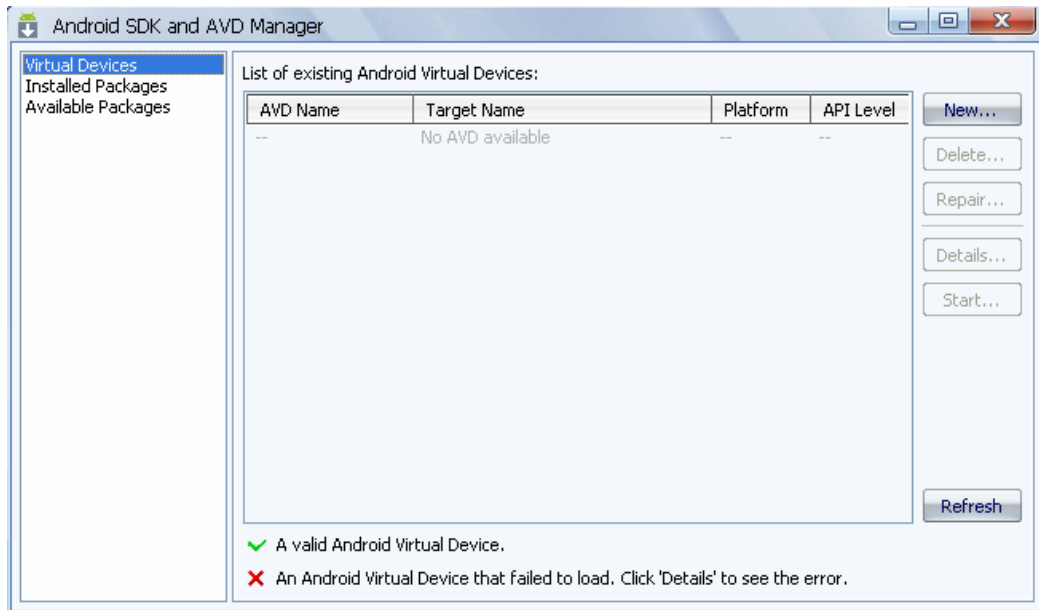 Android SDK and AVD Manager
Virtual Devices
Installed Packages
Available Packages
List of existing Android Virtual Devices:
AVD Name Target Name Platform API Level
-- No AVD available -- --
New...
Delete...
Repair...
Details...
Start...
Refresh
A valid Android Virtual Device.
An Android Virtual Device that failed to load. Click 'Details' to see the error.